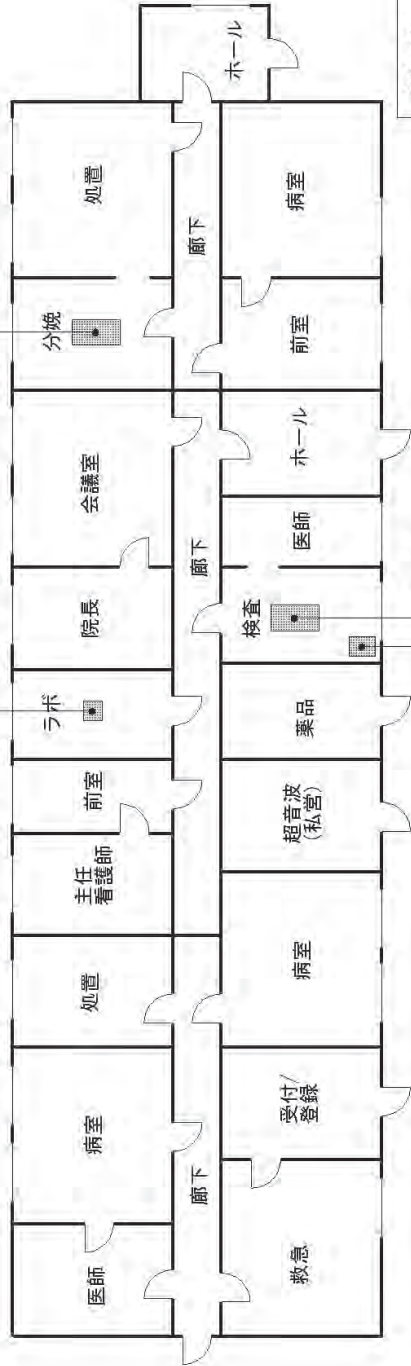 医師
病室
処置
主任
看護師
前室
ラボ
院長
会議室
分娩
処置
廊下
廊下
廊下
ホール
救急
受付/
登録
病室
超音波
(私営)
薬品
検査
医師
ホール
前室
病室